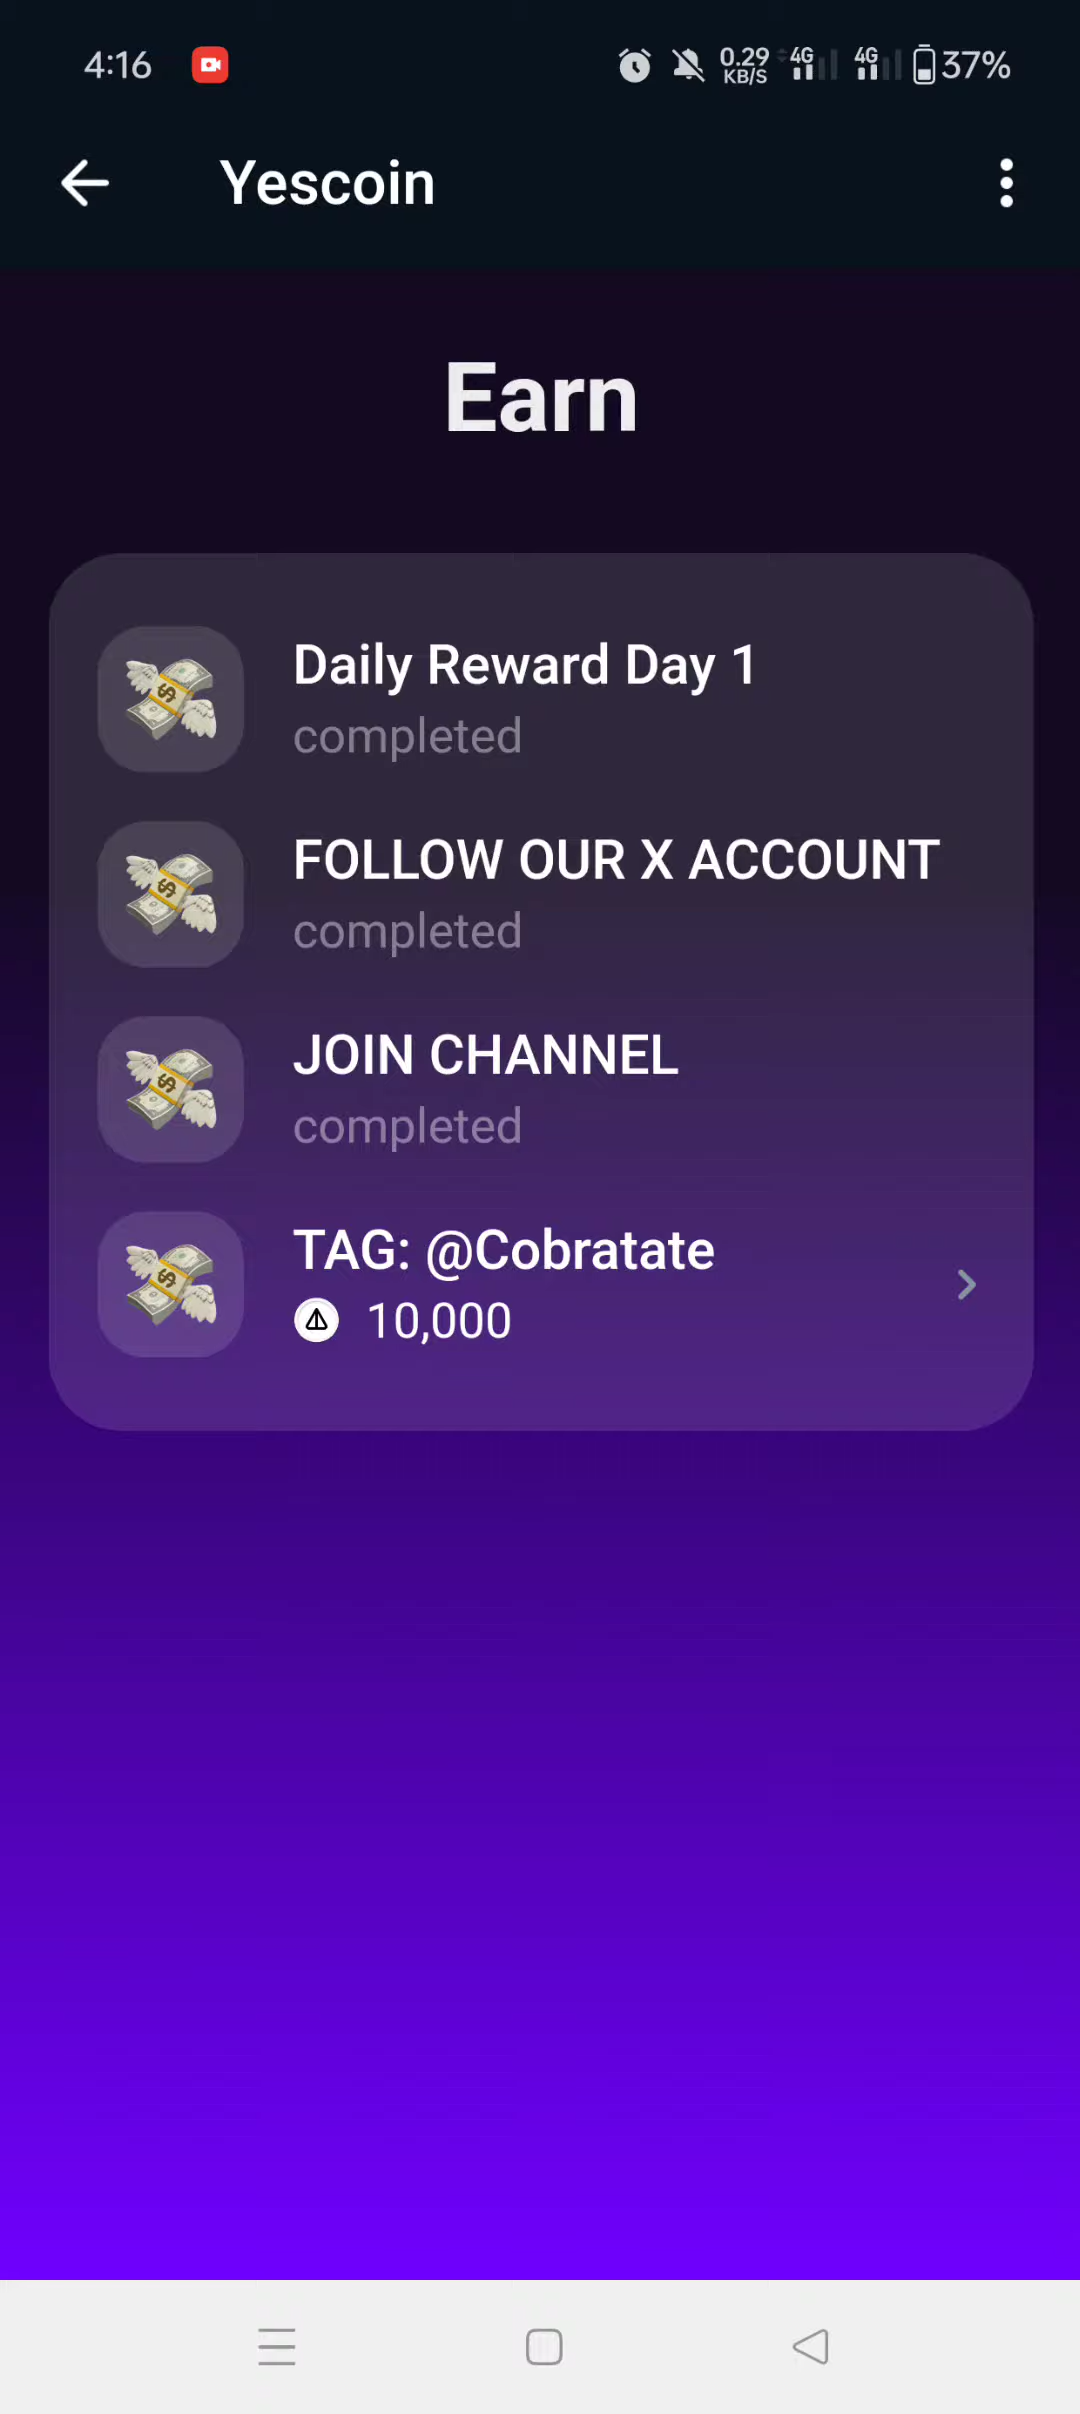 4:16
0.29
KB/S
4G
4G
37%
Yescoin
Earn
Daily Reward Day 1
completed
FOLLOW OUR X ACCOUNT
completed
JOIN CHANNEL
completed
TAG: @Cobratate
10,000